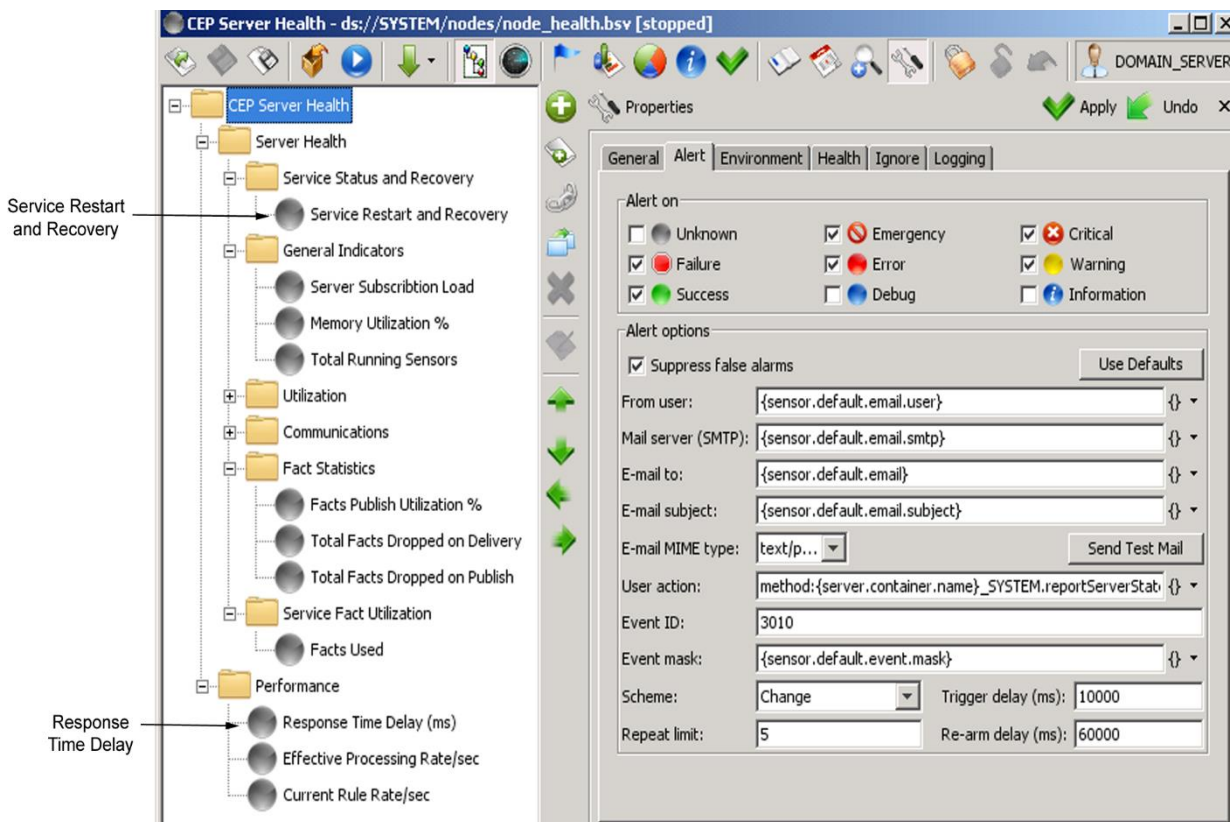 CEP Server Health - ds://SYSTEM/nodes/node_health.bsv [stopped]
DOMAIN_SERVER
CEP Server Health
Server Health
Service Status and Recovery
Service Restart and Recovery
General Indicators
Server Subscribtion Load
Memory Utilization %
Total Running Sensors
Utilization
Communications
Fact Statistics
Facts Publish Utilization %
Total Facts Dropped on Delivery
Total Facts Dropped on Publish
Service Fact Utilization
Facts Used
Performance
Response Time Delay (ms)
Effective Processing Rate/sec
Current Rule Rate/sec
Service Restart
and Recovery
Response
Time Delay
Properties
Apply
Undo
General
Alert
Environment
Health
Ignore
Logging
Alert on
Unknown
Emergency
Critical
Failure
Error
Warning
Success
Debug
Information
Alert options
Suppress false alarms
Use Defaults
From user: {sensor.default.email.user} {}
Mail server (SMTP): {sensor.default.email.smtp} {}
E-mail to: {sensor.default.email} {}
E-mail subject: {sensor.default.email.subject} {}
E-mail MIME type: text/p...
Send Test Mail
User action: method:{server.container.name}_SYSTEM.reportServerStat {}
Event ID: 3010
Event mask: {sensor.default.event.mask} {}
Scheme: Change
Trigger delay (ms): 10000
Repeat limit: 5
Re-arm delay (ms): 60000